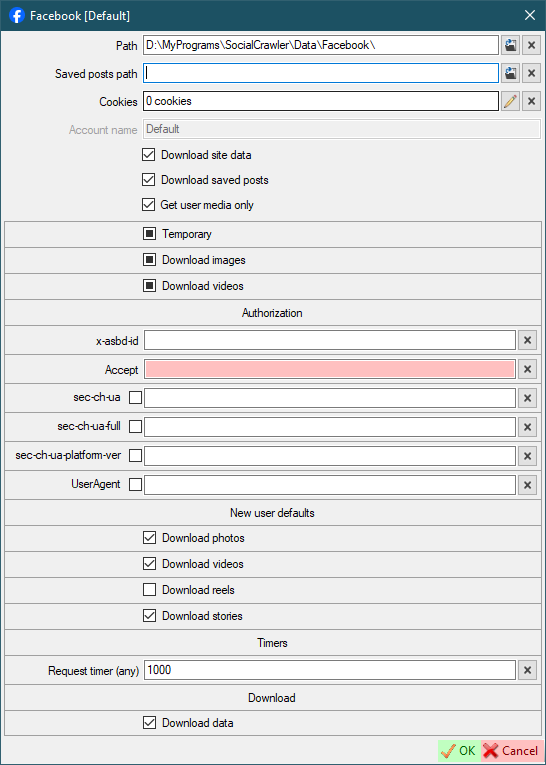 Facebook [Default]
Path D:\MyPrograms\SocialCrawler\Data\Facebook\
Saved posts path
Cookies 0 cookies
Account name Default
Download site data
Download saved posts
Get user media only
Temporary
Download images
Download videos
Authorization
x-asbd-id
Accept
sec-ch-ua
sec-ch-ua-full
sec-ch-ua-platform-ver
UserAgent
New user defaults
Download photos
Download videos
Download reels
Download stories
Timers
Request timer (any) 1000
Download
Download data
OK Cancel